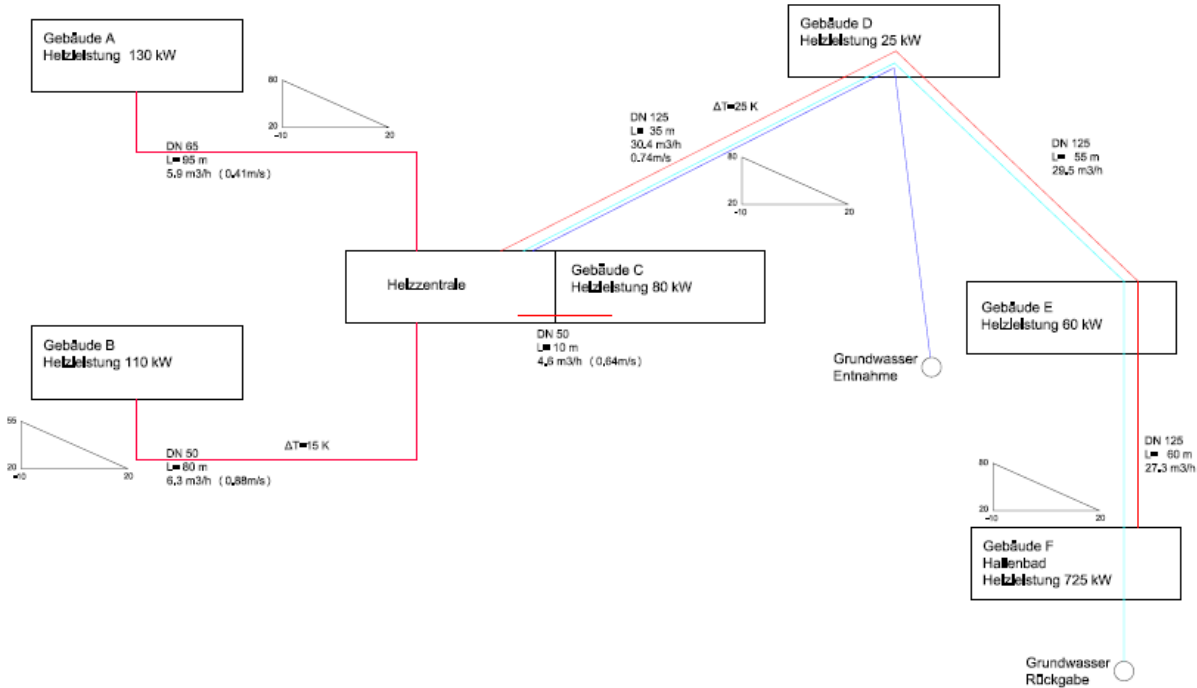 Gebäude A
Heizleistung 130 kW
80
20
-10
20
DN 65
L= 95 m
5.9 m3/h (0.41m/s)
Gebäude D
Heizleistung 25 kW
ΔT=25 K
DN 125
L= 35 m
30.4 m3/h
0.74m/s
80
20
-10
20
DN 125
L= 55 m
29.5 m3/h
Heizzentrale
Gebäude C
Heizleistung 80 kW
DN 50
L= 10 m
4.6 m3/h (0.64m/s)
Gebäude B
Heizleistung 110 kW
55
20
20
ΔT=15 K
DN 50
L= 80 m
6.3 m3/h (0.88m/s)
Grundwasser
Entnahme
Gebäude E
Heizleistung 60 kW
DN 125
L= 60 m
27.3 m3/h
80
20
-10
20
Gebäude F
Hallenbad
Heizleistung 725 kW
Grundwasser
Rückgabe